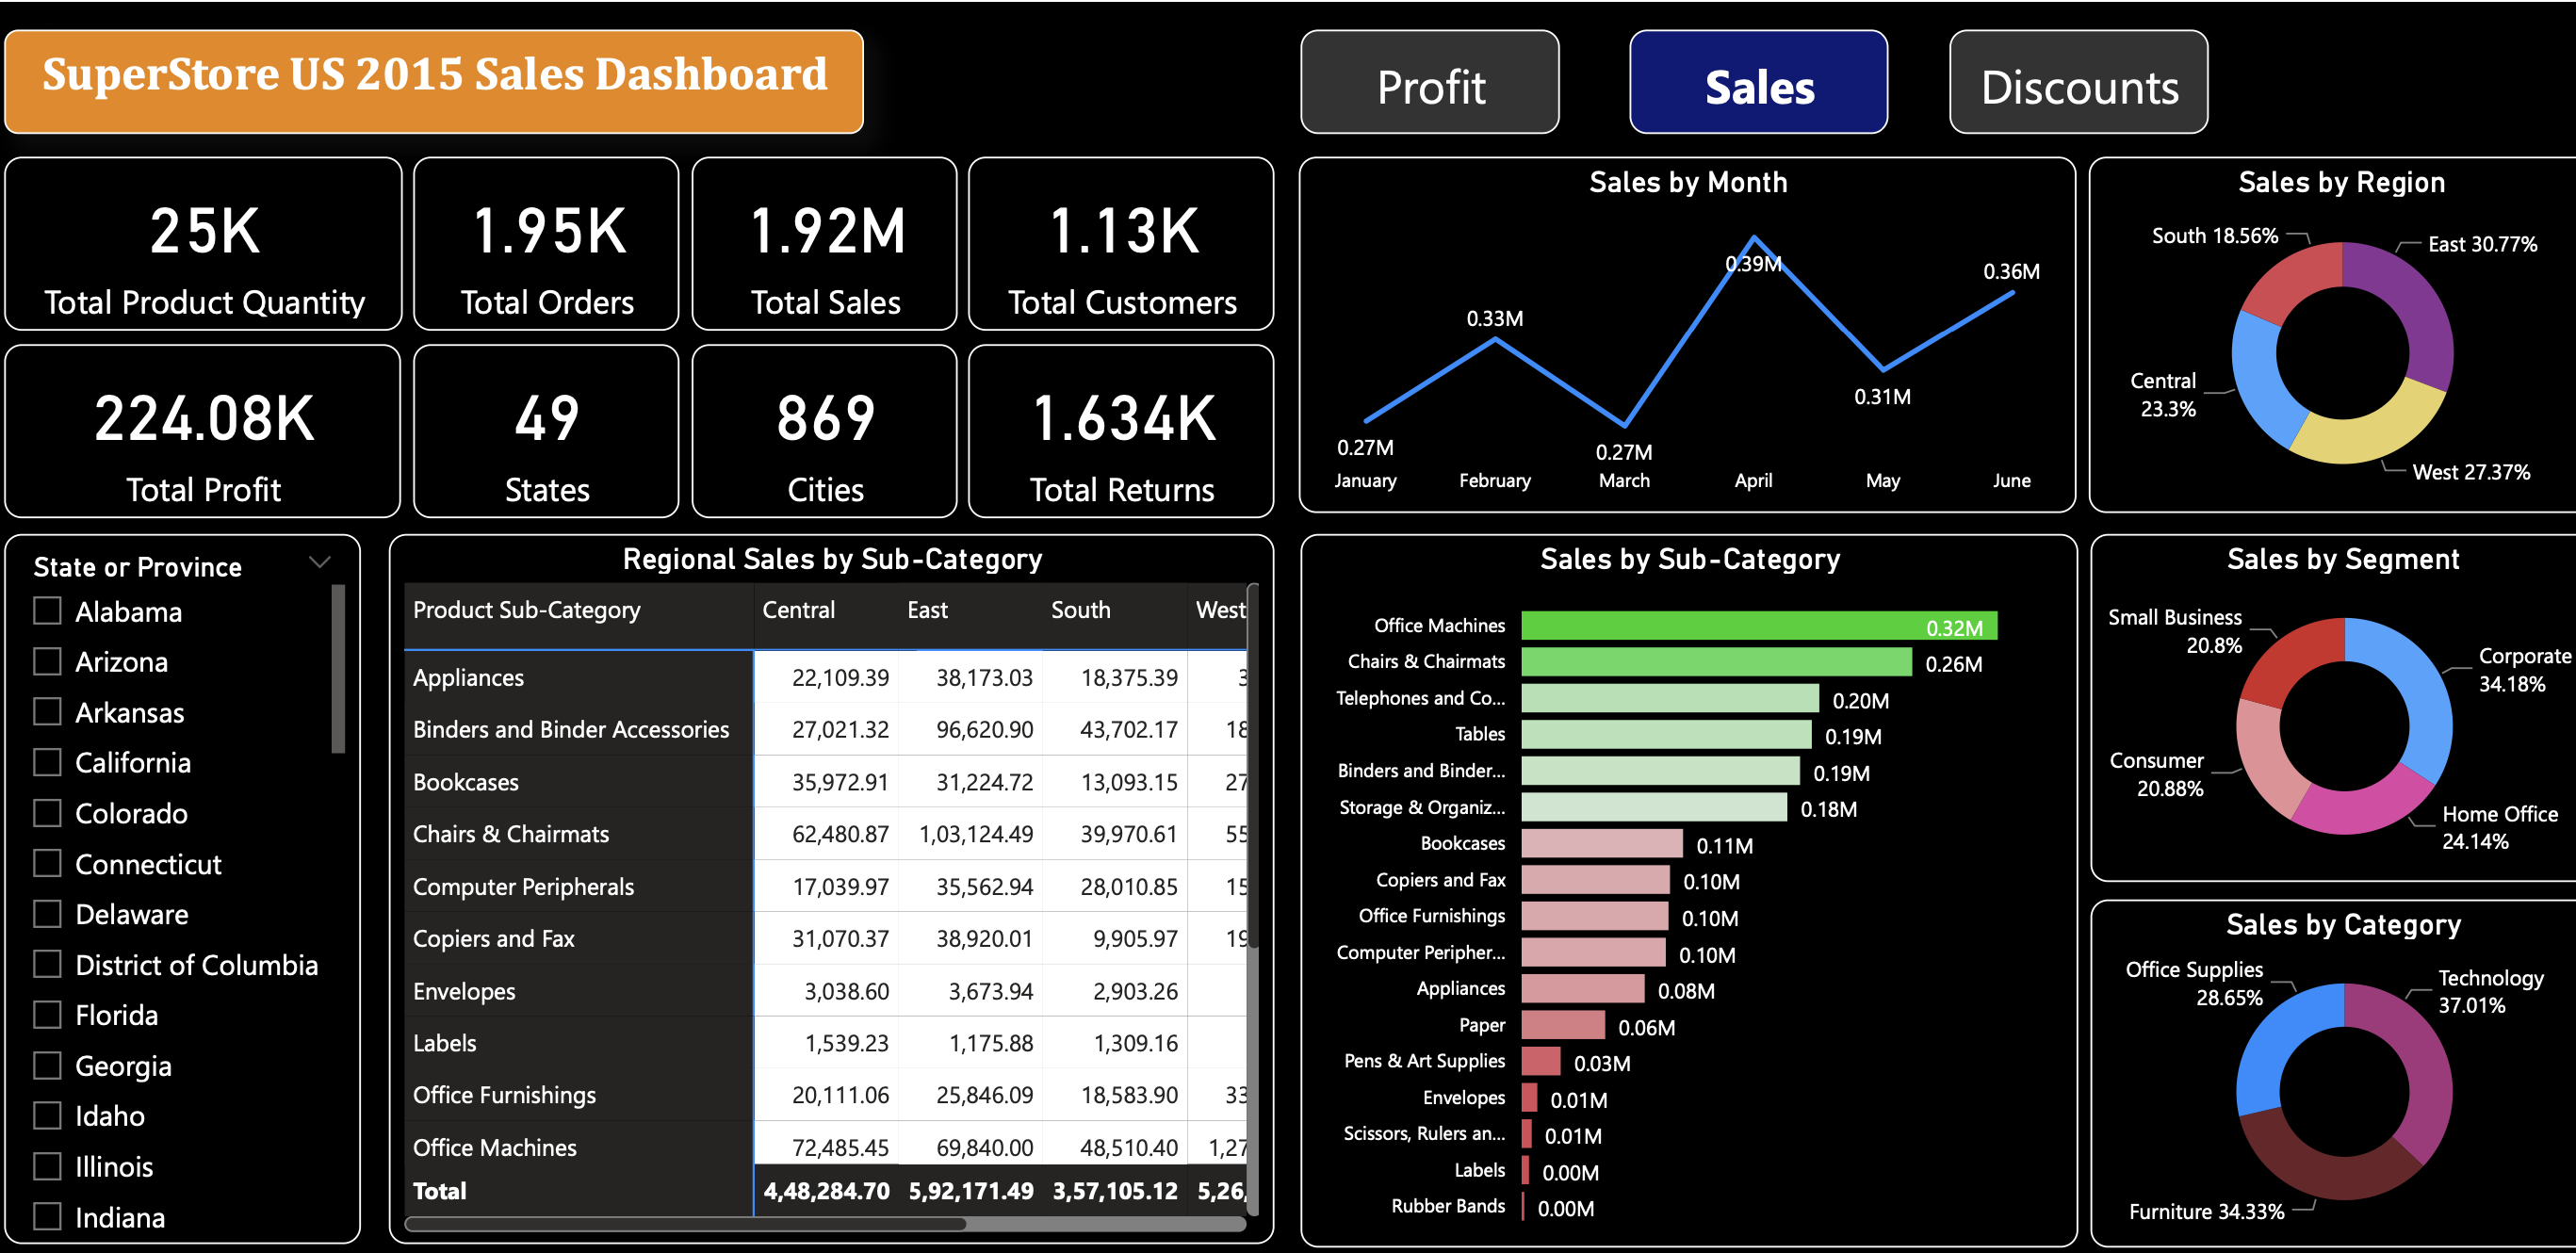 SuperStore US 2015 Sales Dashboard
Profit
Sales
Discounts
25K
Total Product Quantity
1.95K
Total Orders
1.92M
Total Sales
1.13K
Total Customers
224.08K
Total Profit
49
States
869
Cities
1.634K
Total Returns
Sales by Month
0.27M
0.33M
0.27M
0.39M
0.31M
0.36M
January February March April May June
Sales by Region
South 18.56%
East 30.77%
Central
23.3%
West 27.37%
State or Province
Alabama
Arizona
Arkansas
California
Colorado
Connecticut
Delaware
District of Columbia
Florida
Georgia
Idaho
Illinois
Indiana
Regional Sales by Sub-Category
Product Sub-Category Central East South West
Appliances 22,109.39 38,173.03 18,375.39 3
Binders and Binder Accessories 27,021.32 96,620.90 43,702.17 18
Bookcases 35,972.91 31,224.72 13,093.15 27
Chairs & Chairmats 62,480.87 1,03,124.49 39,970.61 55
Computer Peripherals 17,039.97 35,562.94 28,010.85 15
Copiers and Fax 31,070.37 38,920.01 9,905.97 19
Envelopes 3,038.60 3,673.94 2,903.26
Labels 1,539.23 1,175.88 1,309.16
Office Furnishings 20,111.06 25,846.09 18,583.90 33
Office Machines 72,485.45 69,840.00 48,510.40 1,27
Total 4,48,284.70 5,92,171.49 3,57,105.12 5,26,
Sales by Sub-Category
Office Machines 0.32M
Chairs & Chairmats 0.26M
Telephones and Co... 0.20M
Tables 0.19M
Binders and Binder... 0.19M
Storage & Organiz... 0.18M
Bookcases 0.11M
Copiers and Fax 0.10M
Office Furnishings 0.10M
Computer Peripher... 0.10M
Appliances 0.08M
Paper 0.06M
Pens & Art Supplies 0.03M
Envelopes 0.01M
Scissors, Rulers an... 0.01M
Labels 0.00M
Rubber Bands 0.00M
Sales by Segment
Small Business
20.8%
Corporate
34.18%
Consumer
20.88%
Home Office
24.14%
Sales by Category
Office Supplies
28.65%
Technology
37.01%
Furniture 34.33%